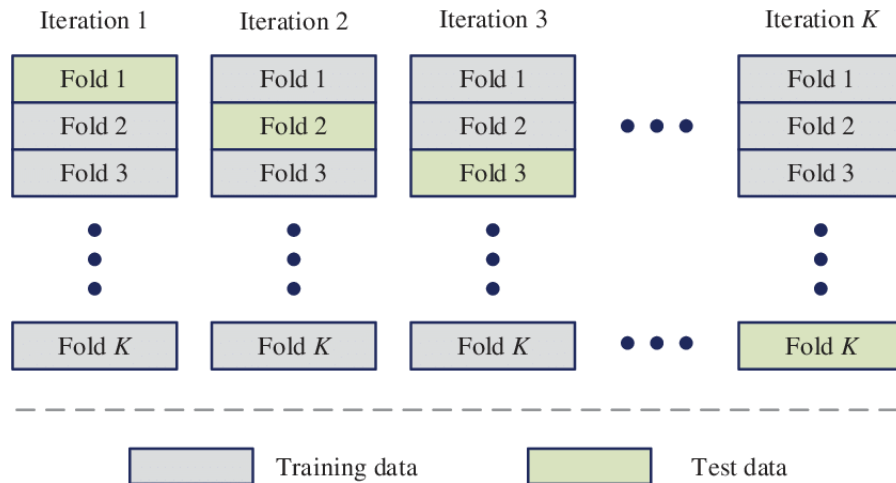 Iteration 1 Iteration 2 Iteration 3 Iteration K
Fold 1 Fold 1 Fold 1 Fold 1
Fold 2 Fold 2 Fold 2 Fold 2
Fold 3 Fold 3 Fold 3 Fold 3
Fold K Fold K Fold K Fold K
Training data Test data